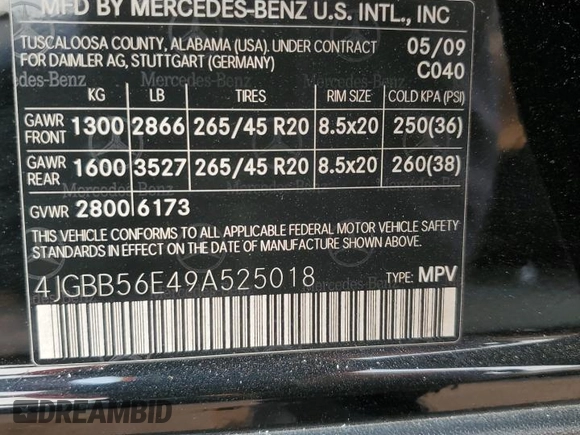 MFD BY MERCEDES-BENZ U.S. INTL., INC
TUSCALOOSA COUNTY, ALABAMA (USA). UNDER CONTRACT 05/09
FOR DAIMLER AG, STUTTGART (GERMANY) C040
KG LB TIRES RIM SIZE COLD KPA (PSI)
GAWR FRONT 1300 2866 265/45 R20 8.5x20 250(36)
GAWR REAR 1600 3527 265/45 R20 8.5x20 260(38)
GVWR 2800 6173
THIS VEHICLE CONFORMS TO ALL APPLICABLE FEDERAL MOTOR VEHICLE SAFETY
STANDARDS IN EFFECT ON THE DATE OF MANUFACTURE SHOWN ABOVE.
4JGBB56E49A525018 TYPE: MPV
DREAMBID